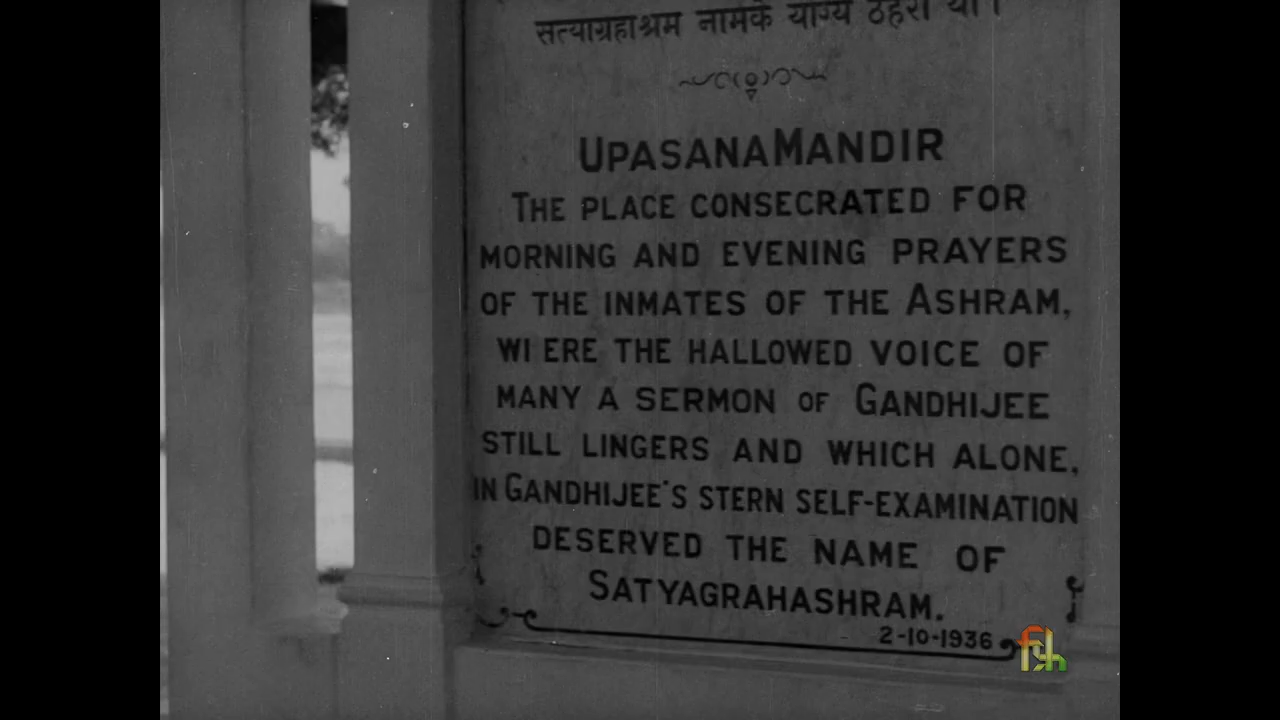 सत्याग्रहाश्रम नामके योग्य ठहरी थी।
UPASANAMANDIR
THE PLACE CONSECRATED FOR
MORNING AND EVENING PRAYERS
OF THE INMATES OF THE ASHRAM,
WI ERE THE HALLOWED VOICE OF
MANY A SERMON OF GANDHIJEE
STILL LINGERS AND WHICH ALONE,
IN GANDHIJEE'S STERN SELF-EXAMINATION
DESERVED THE NAME OF
SATYAGRAHASHRAM.
2-10-1936